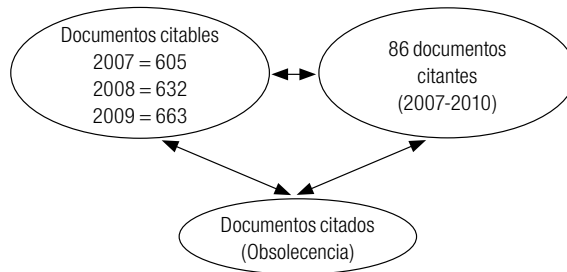 Documentos citables
2007 = 605
2008 = 632
2009 = 663
86 documentos
citantes
(2007-2010)
Documentos citados
(Obsolecencia)